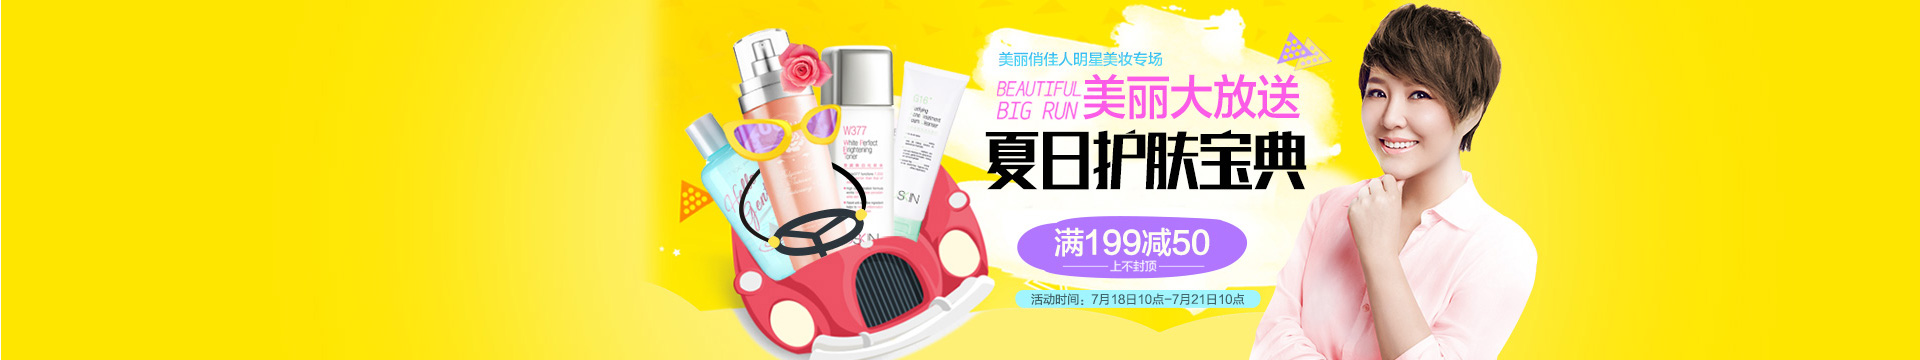 美丽俏佳人明星美妆专场
BEAUTIFUL
BIG RUN
美丽大放送
夏日护肤宝典
满199减50
上不封顶
活动时间：7月18日10点-7月21日10点
W377
White Perfect
Brightening
Toner
SKIN
Hello